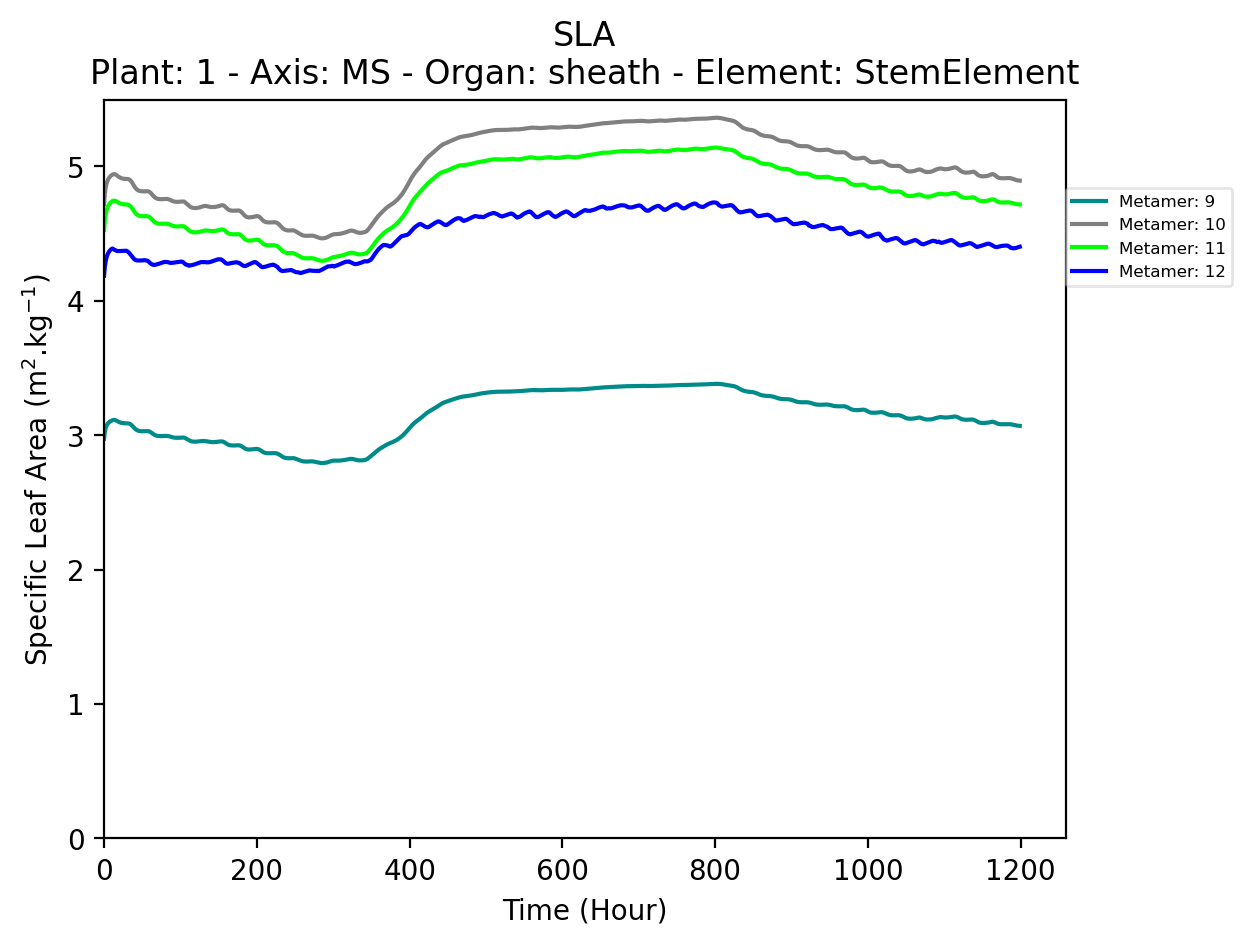 SLA
Plant: 1 - Axis: MS - Organ: sheath - Element: StemElement
Specific Leaf Area (m².kg⁻¹)
5
4
3
2
1
0
0 200 400 600 800 1000 1200
Time (Hour)
Metamer: 9
Metamer: 10
Metamer: 11
Metamer: 12